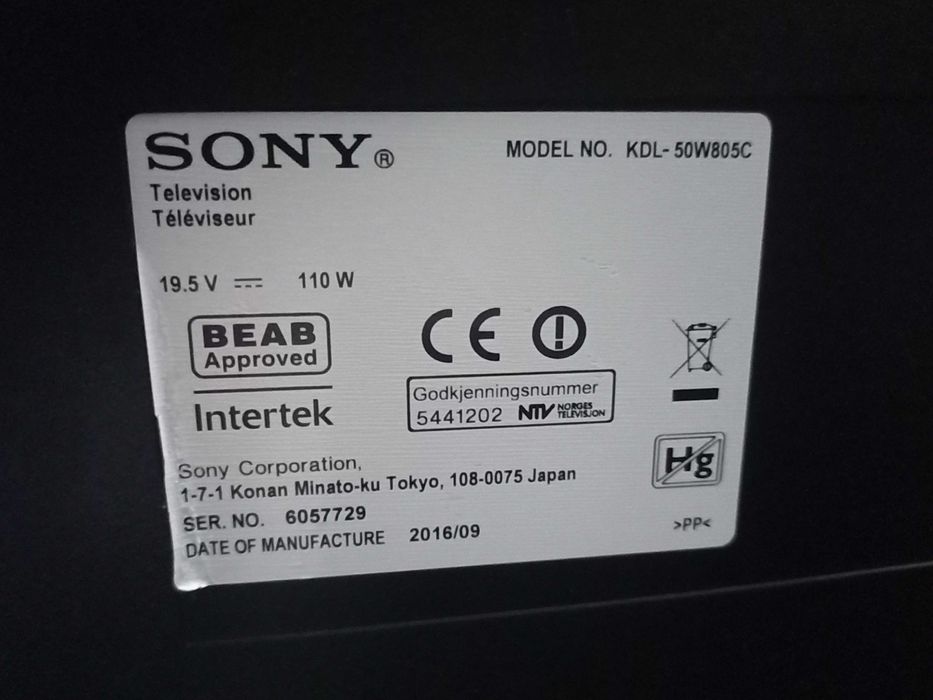 SONY®
MODEL NO. KDL-50W805C
Television
Téléviseur
19.5 V ⎓ 110 W
BEAB
Approved
Intertek
CE
Godkjenningsnummer
5441202 NTV NORGES
TELEVISJON
Hg
Sony Corporation,
1-7-1 Konan Minato-ku Tokyo, 108-0075 Japan
SER. NO. 6057729
DATE OF MANUFACTURE 2016/09
>PP<